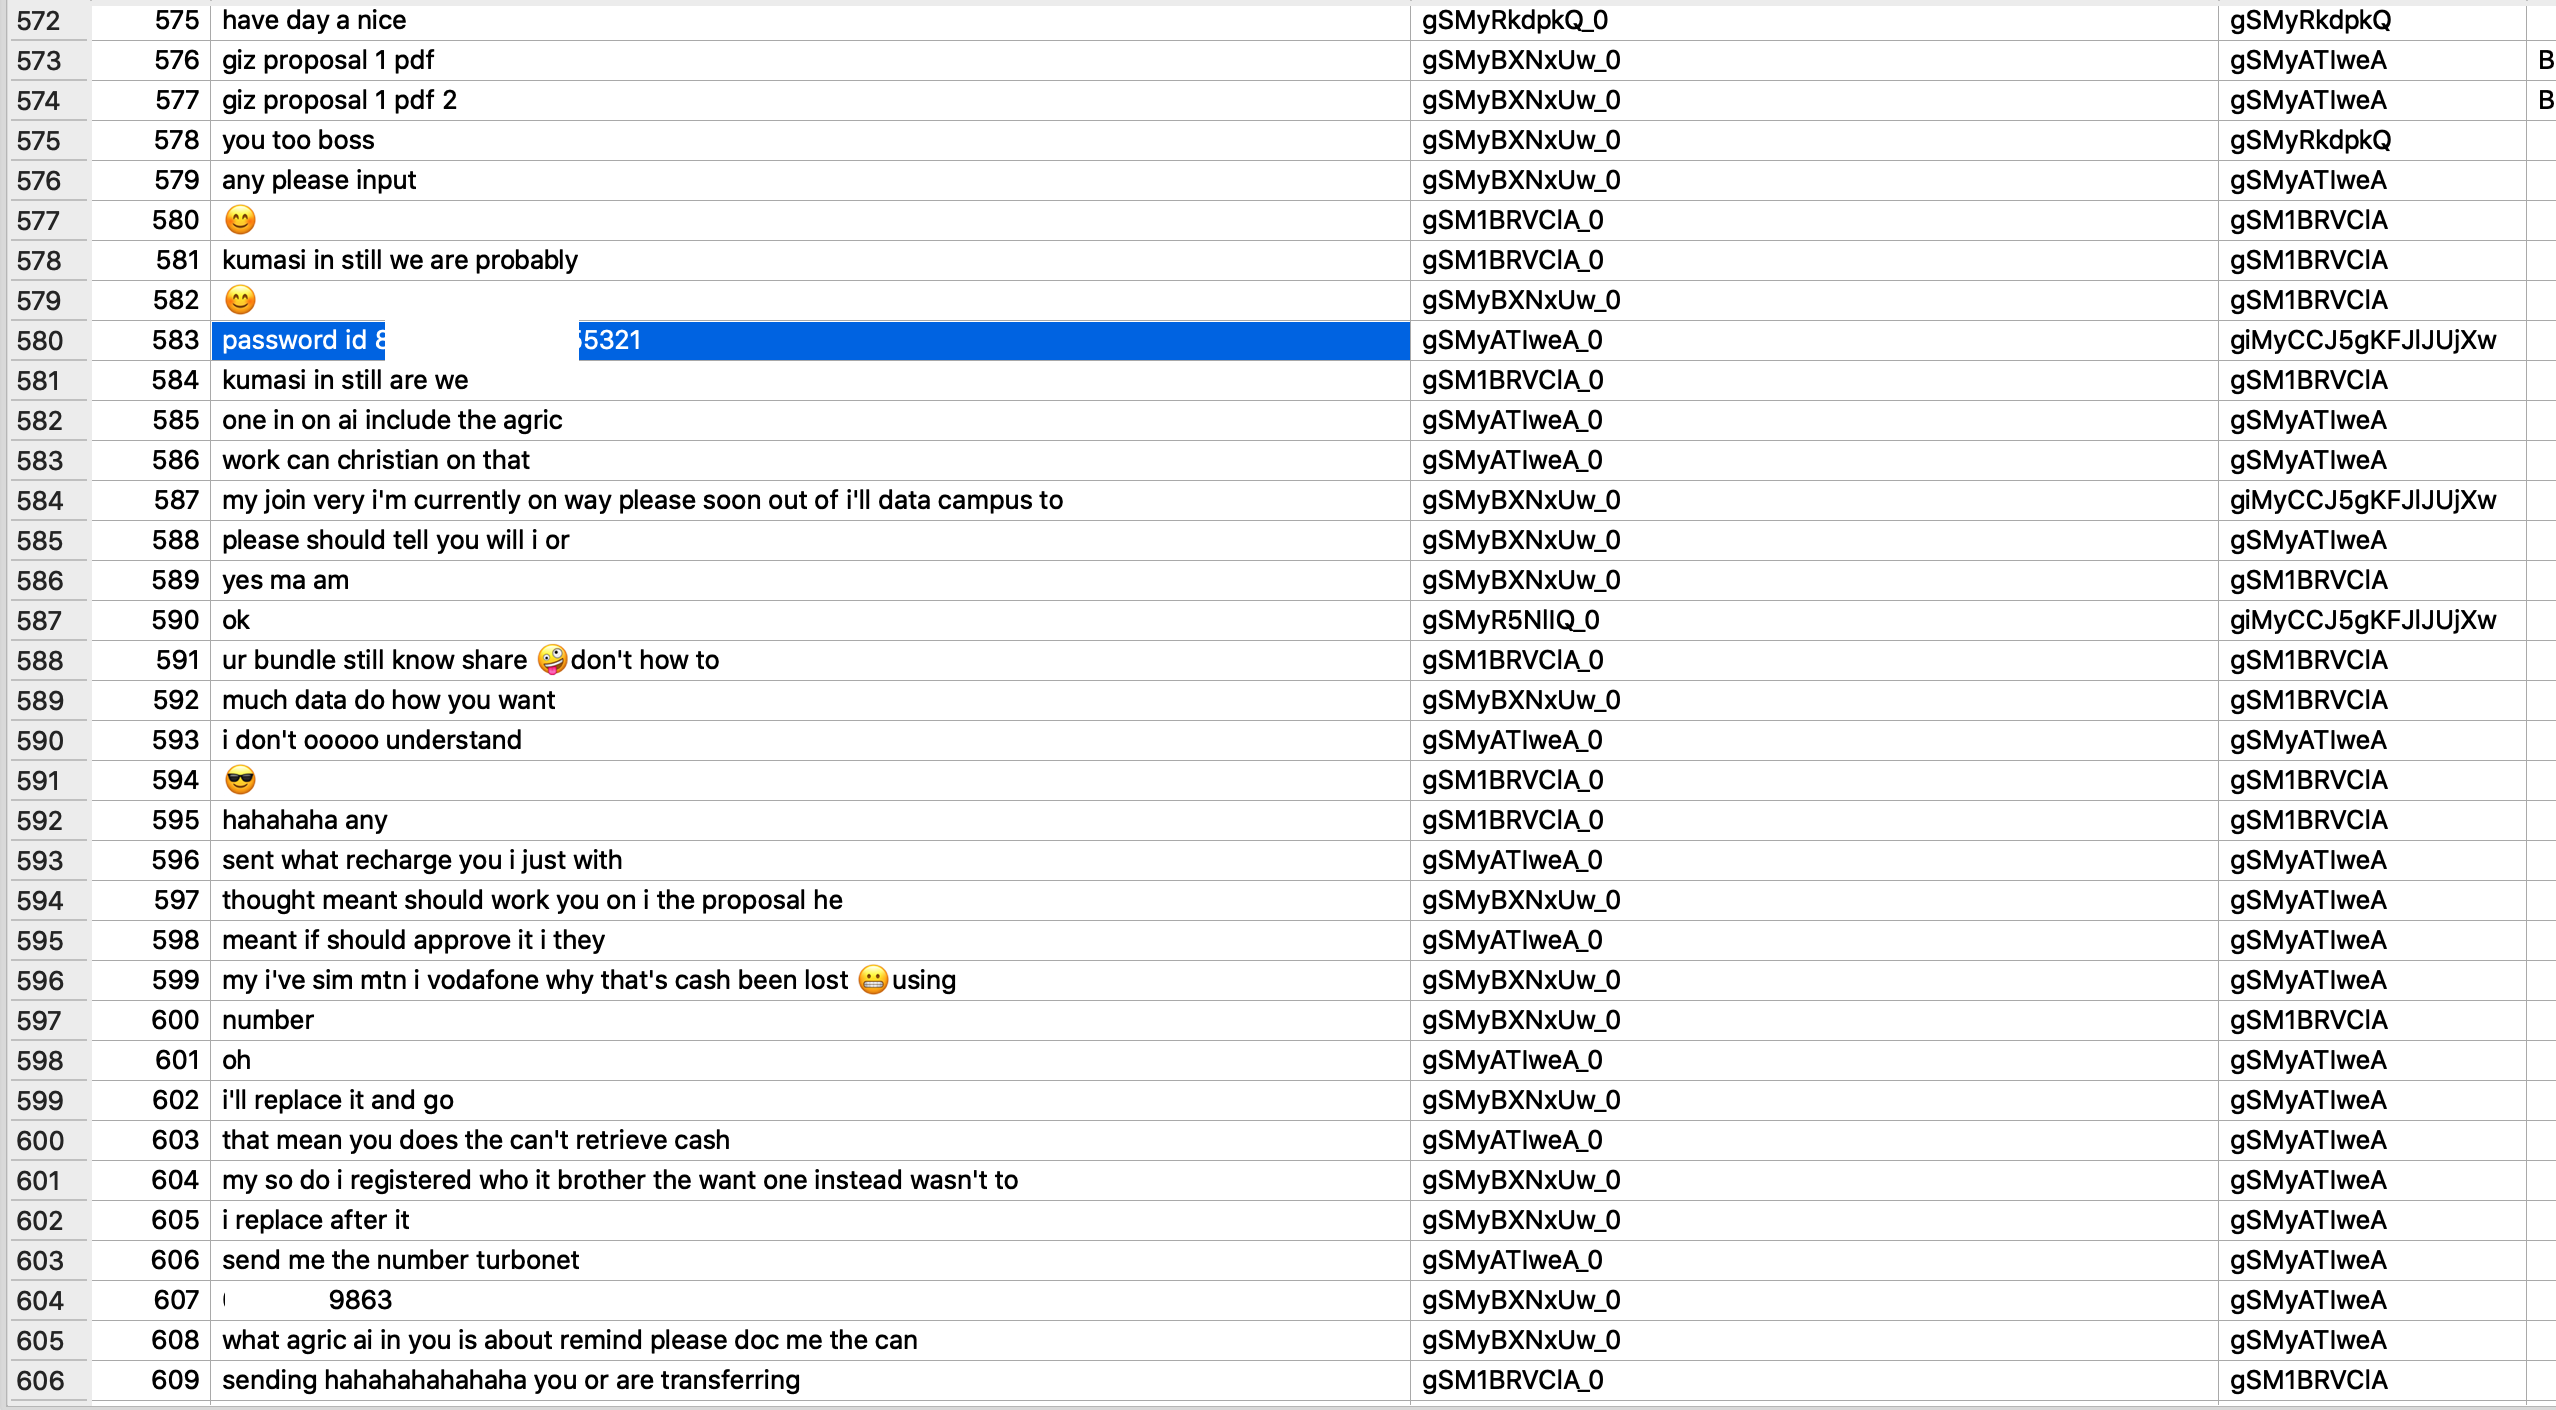 572 575 have day a nice gSMyRkdpkQ_0 gSMyRkdpkQ
573 576 giz proposal 1 pdf gSMyBXNxUw_0 gSMyATIweA B
574 577 giz proposal 1 pdf 2 gSMyBXNxUw_0 gSMyATIweA B
575 578 you too boss gSMyBXNxUw_0 gSMyRkdpkQ
576 579 any please input gSMyBXNxUw_0 gSMyATIweA
577 580 😊 gSM1BRVClA_0 gSM1BRVClA
578 581 kumasi in still we are probably gSM1BRVClA_0 gSM1BRVClA
579 582 😊 gSMyBXNxUw_0 gSM1BRVClA
580 583 password id 8 55321 gSMyATIweA_0 giMyCCJ5gKFJlJUjXw
581 584 kumasi in still are we gSM1BRVClA_0 gSM1BRVClA
582 585 one in on ai include the agric gSMyATIweA_0 gSMyATIweA
583 586 work can christian on that gSMyATIweA_0 gSMyATIweA
584 587 my join very i'm currently on way please soon out of i'll data campus to gSMyBXNxUw_0 giMyCCJ5gKFJlJUjXw
585 588 please should tell you will i or gSMyBXNxUw_0 gSMyATIweA
586 589 yes ma am gSMyBXNxUw_0 gSM1BRVClA
587 590 ok gSMyR5NlIQ_0 giMyCCJ5gKFJlJUjXw
588 591 ur bundle still know share 🤪don't how to gSM1BRVClA_0 gSM1BRVClA
589 592 much data do how you want gSMyBXNxUw_0 gSM1BRVClA
590 593 i don't ooooo understand gSMyATIweA_0 gSMyATIweA
591 594 😎 gSM1BRVClA_0 gSM1BRVClA
592 595 hahahaha any gSM1BRVClA_0 gSM1BRVClA
593 596 sent what recharge you i just with gSMyATIweA_0 gSMyATIweA
594 597 thought meant should work you on i the proposal he gSMyBXNxUw_0 gSMyATIweA
595 598 meant if should approve it i they gSMyATIweA_0 gSMyATIweA
596 599 my i've sim mtn i vodafone why that's cash been lost 😬using gSMyBXNxUw_0 gSMyATIweA
597 600 number gSMyBXNxUw_0 gSM1BRVClA
598 601 oh gSMyATIweA_0 gSMyATIweA
599 602 i'll replace it and go gSMyBXNxUw_0 gSMyATIweA
600 603 that mean you does the can't retrieve cash gSMyATIweA_0 gSMyATIweA
601 604 my so do i registered who it brother the want one instead wasn't to gSMyBXNxUw_0 gSMyATIweA
602 605 i replace after it gSMyBXNxUw_0 gSMyATIweA
603 606 send me the number turbonet gSMyATIweA_0 gSMyATIweA
604 607 9863 gSMyBXNxUw_0 gSMyATIweA
605 608 what agric ai in you is about remind please doc me the can gSMyBXNxUw_0 gSMyATIweA
606 609 sending hahahahahahaha you or are transferring gSM1BRVClA_0 gSM1BRVClA